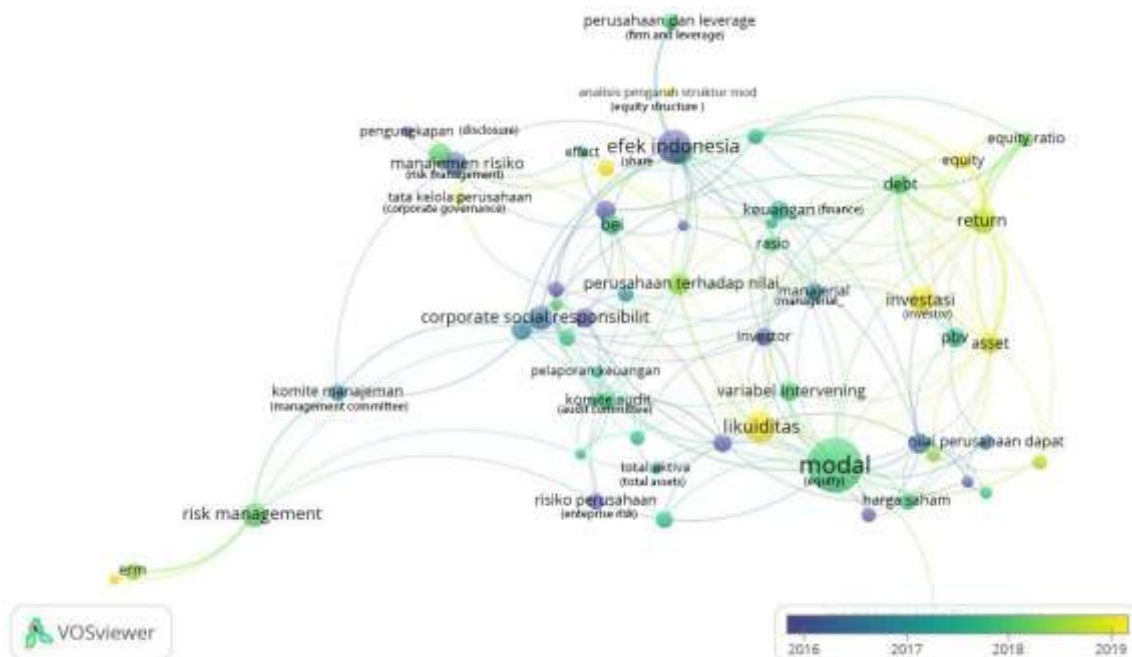 perusahaan dan leverage
(firm and leverage)
analisis pengaruh struktur mod
(equity structure )
pengungkapan (disclosure)
efek indonesia
(share
effect
equity ratio
equity
manajemen risiko
(risk management)
debt
tata kelola perusahaan
(corporate governance)
keuangan (finance)
bei
return
rasio
perusahaan terhadap nilai
manajerial
(managerial_
investasi
(investor)
corporate social responsibilit
investor
pbv
asset
pelaporan keuangan
komite manajeman
(management committee)
variabel intervening
komite audit
(audit committee)
likuiditas
nilai perusahaan dapat
modal
(equity)
total aktiva
(total assets)
risiko perusahaan
(enteprise risk)
harga saham
risk management
erm
VOSviewer
2016 2017 2018 2019